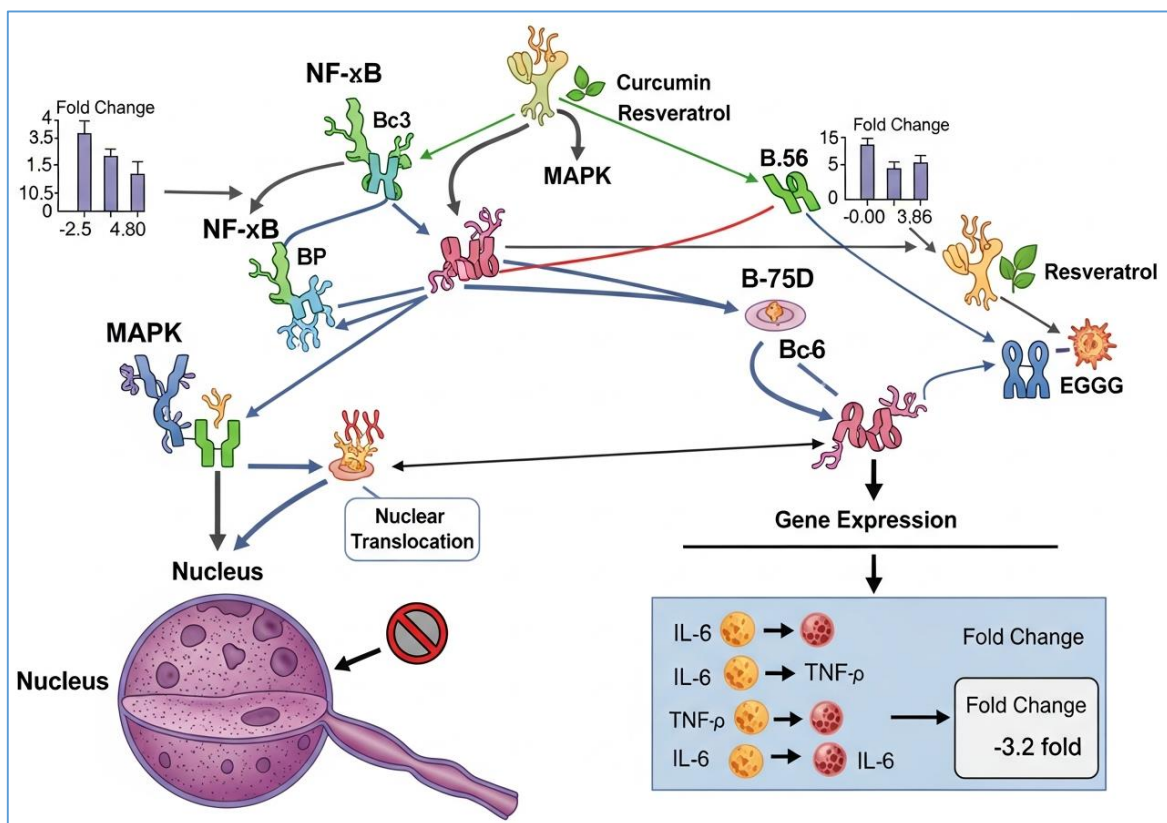 Fold Change
4
3.5
1.5
10.5
0
-2.5 4.80
NF-xB
Bc3
Curcumin
Resveratrol
MAPK
B.56
Fold Change
15
5
0
-0.00 3.86
NF-xB
BP
Resveratrol
B-75D
Bc6
EGGG
MAPK
Nuclear
Translocation
Gene Expression
Nucleus
Nucleus
IL-6
IL-6 TNF-ρ
TNF-ρ
IL-6 IL-6
Fold Change
Fold Change
-3.2 fold